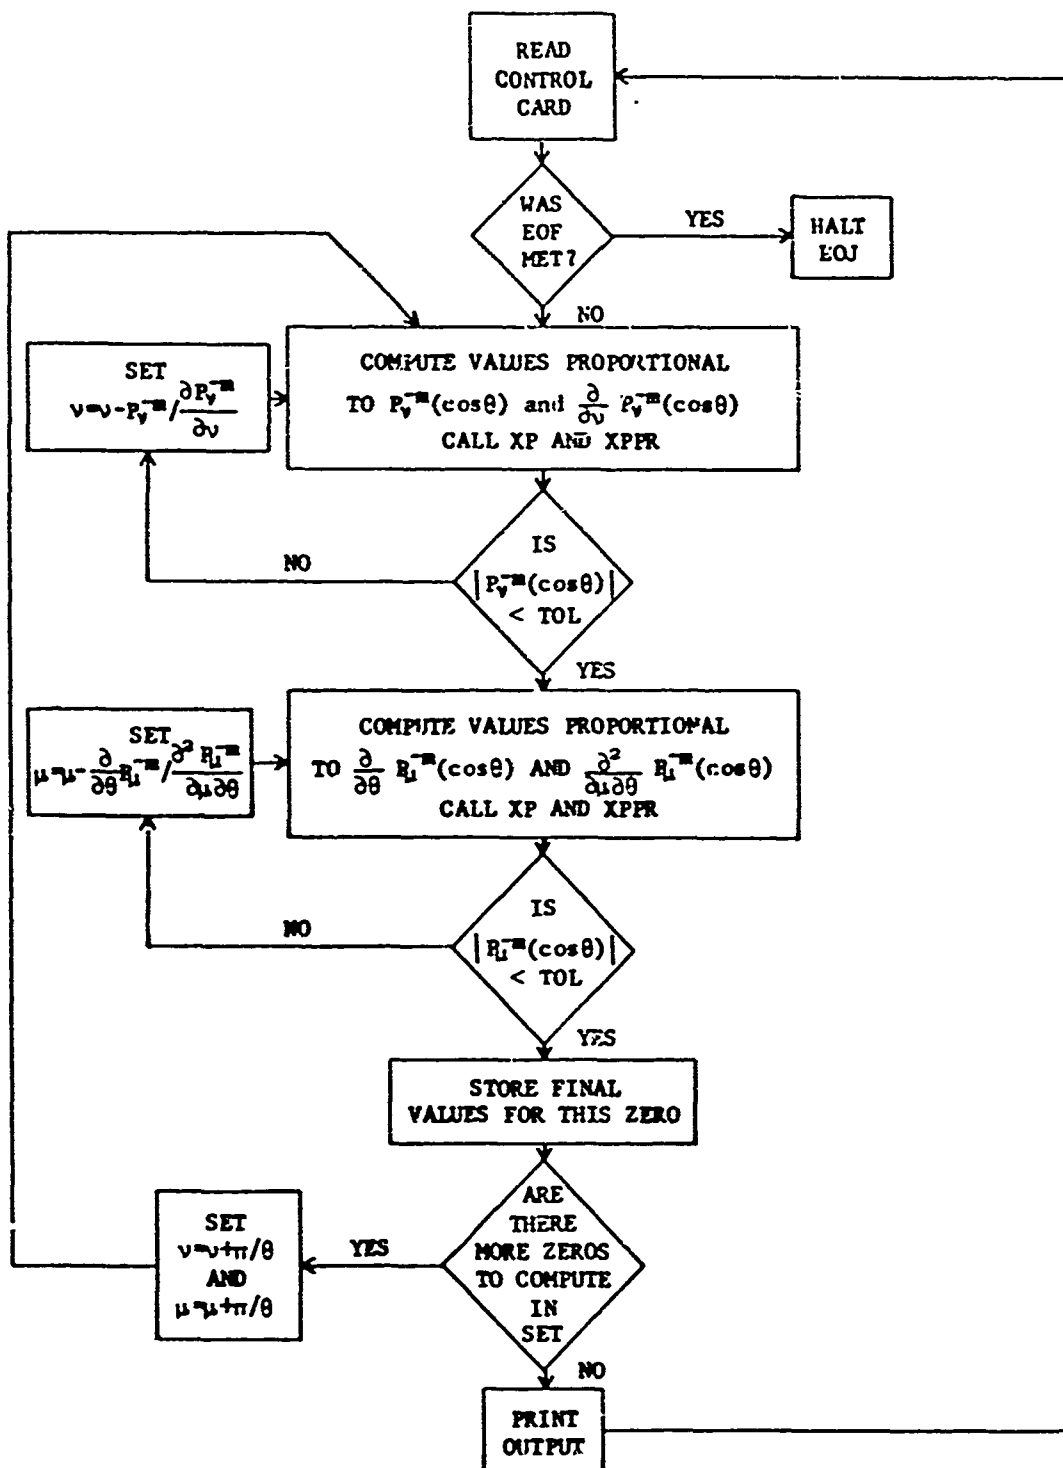 READ
CONTROL
CARD
WAS
EOF
MET?
YES
HALT
EOJ
NO
SET
ν=ν-P_ν^-m/∂P_ν^-m/∂ν
COMPUTE VALUES PROPORTIONAL
TO P_ν^-m(cosθ) and ∂/∂ν P_ν^-m(cosθ)
CALL XP AND XPPR
NO
IS
|P_ν^-m(cosθ)|
< TOL
YES
SET
μ=μ-∂/∂θ P_μ^-m/∂² P_μ^-m/∂μ∂θ
COMPUTE VALUES PROPORTIONAL
TO ∂/∂θ P_μ^-m(cosθ) AND ∂²/∂μ∂θ P_μ^-m(cosθ)
CALL XP AND XPPR
NO
IS
|P_μ^-m(cosθ)|
< TOL
YES
STORE FINAL
VALUES FOR THIS ZERO
SET
ν=ν+π/θ
AND
μ=μ+π/θ
YES
ARE
THERE
MORE ZEROS
TO COMPUTE
IN
SET
NO
PRINT
OUTPUT